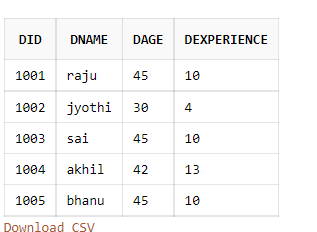 DID DNAME DAGE DEXPERIENCE
1001 raju 45 10
1002 jyothi 30 4
1003 sai 45 10
1004 akhil 42 13
1005 bhanu 45 10
Download CSV